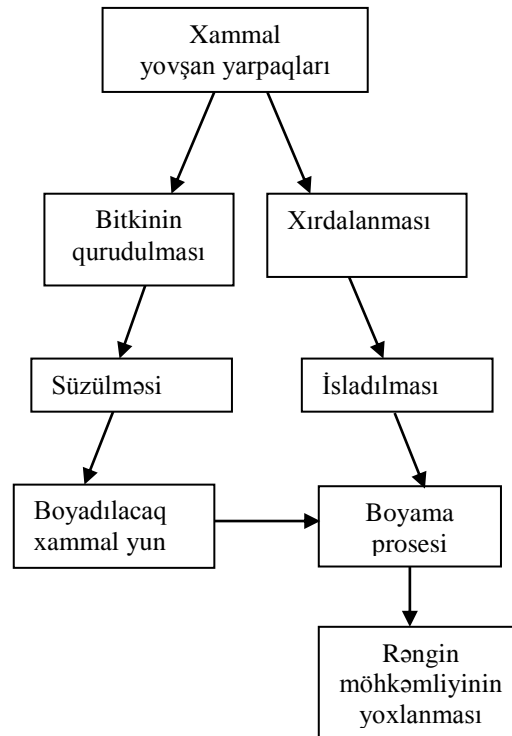 Xammal
yovşan yarpaqları
Bitkinin
qurudulması
Xırdalanması
Süzülməsi
İsladılması
Boyadılacaq
xammal yun
Boyama
prosesi
Rəngin
möhkəmliyinin
yoxlanması